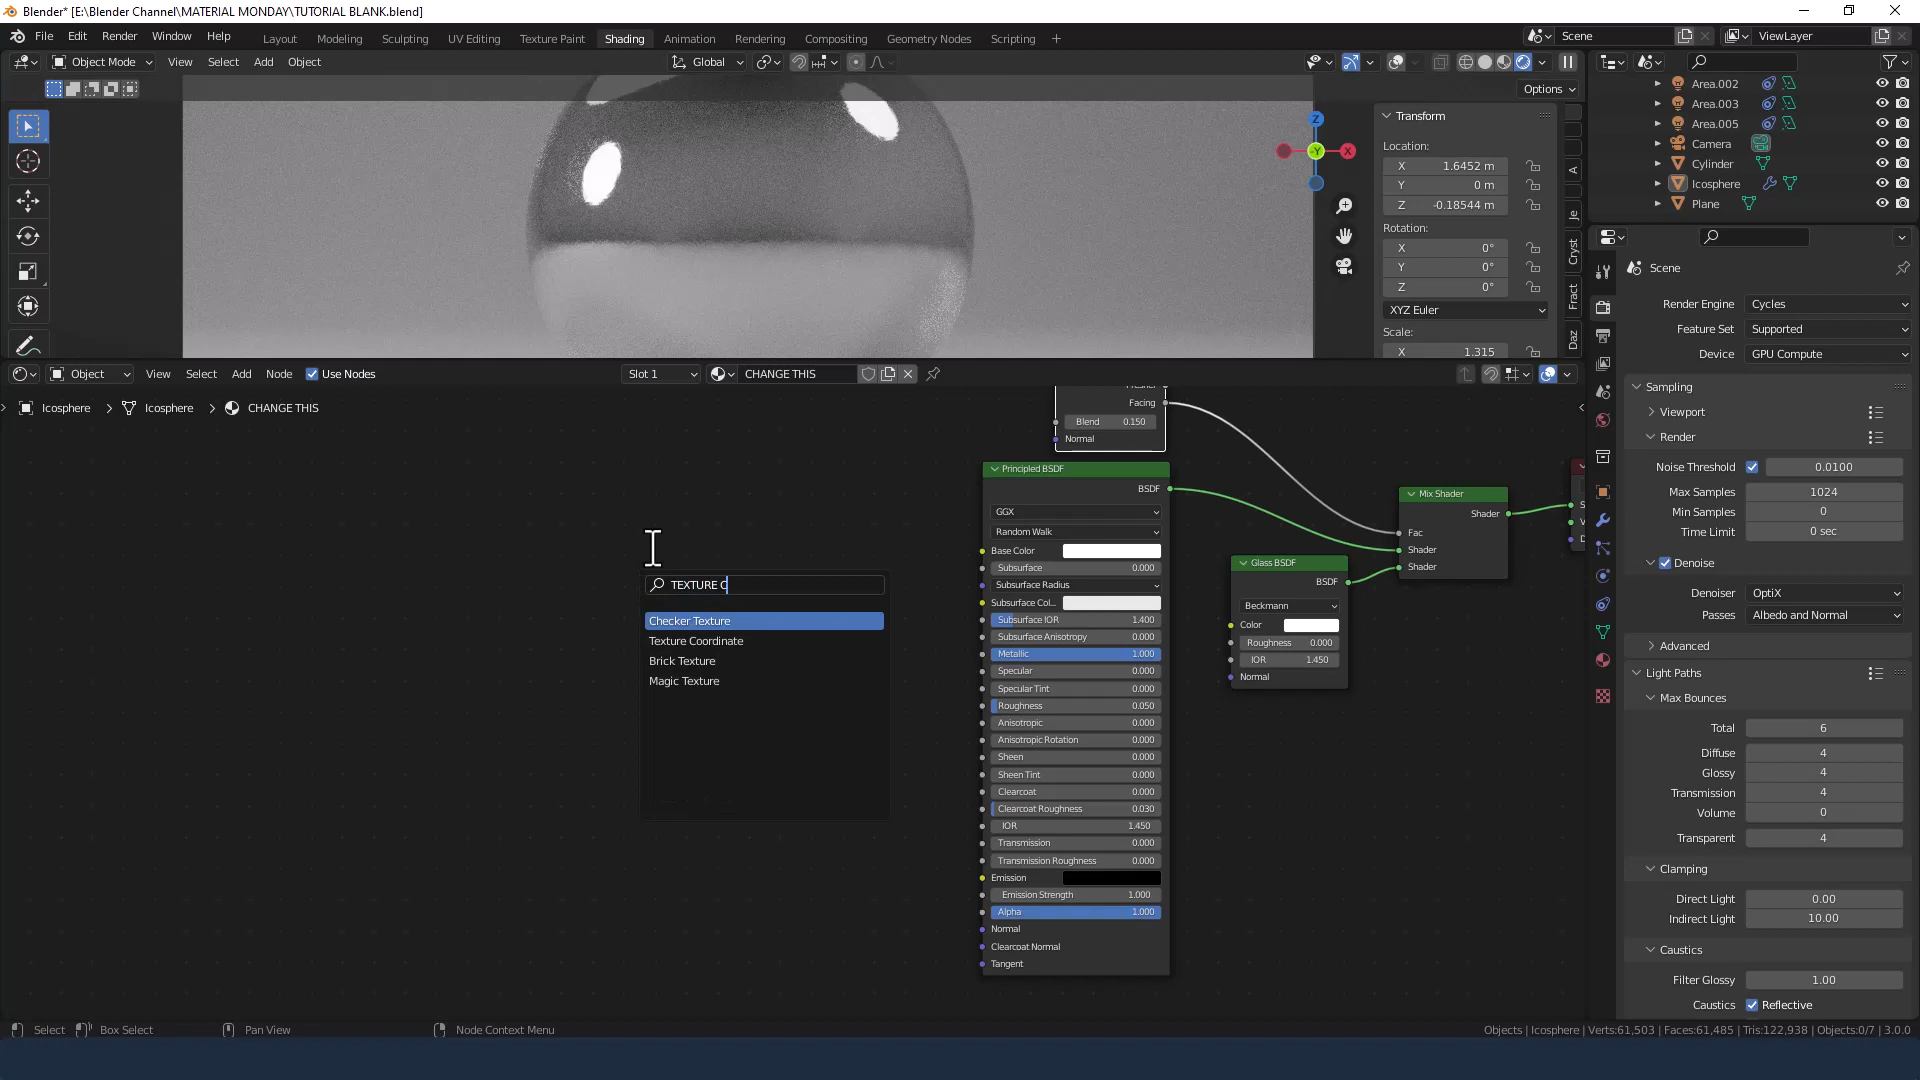 Blender* [E:\Blender Channel\MATERIAL MONDAY\TUTORIAL BLANK.blend]
File Edit Render Window Help
Layout Modeling Sculpting UV Editing Texture Paint Shading Animation Rendering Compositing Geometry Nodes Scripting +
Scene
ViewLayer
Object Mode View Select Add Object
Global
Options
Transform
Location:
X 1.6452 m
Y 0 m
Z -0.18544 m
Rotation:
X 0°
Y 0°
Z 0°
XYZ Euler
Scale:
X 1.315
Z
-Y
X
A
Je
Cryst
Fract
Daz
Area.002
Area.003
Area.005
Camera
Cylinder
Icosphere
Plane
Scene
Render Engine Cycles
Feature Set Supported
Device GPU Compute
Sampling
Viewport
Render
Noise Threshold 0.0100
Max Samples 1024
Min Samples 0
Time Limit 0 sec
Denoise
Denoiser OptiX
Passes Albedo and Normal
Advanced
Light Paths
Max Bounces
Total 6
Diffuse 4
Glossy 4
Transmission 4
Volume 0
Transparent 4
Clamping
Direct Light 0.00
Indirect Light 10.00
Caustics
Filter Glossy 1.00
Caustics Reflective
Object View Select Add Node Use Nodes
Slot 1
CHANGE THIS
Icosphere > Icosphere > CHANGE THIS
Facing
Blend 0.150
Normal
Principled BSDF
BSDF
GGX
Random Walk
Base Color
Subsurface 0.000
Subsurface Radius
Subsurface Col...
Subsurface IOR 1.400
Subsurface Anisotropy 0.000
Metallic 1.000
Specular 0.000
Specular Tint 0.000
Roughness 0.050
Anisotropic 0.000
Anisotropic Rotation 0.000
Sheen 0.000
Sheen Tint 0.000
Clearcoat 0.000
Clearcoat Roughness 0.030
IOR 1.450
Transmission 0.000
Transmission Roughness 0.000
Emission
Emission Strength 1.000
Alpha 1.000
Normal
Clearcoat Normal
Tangent
Glass BSDF
BSDF
Beckmann
Color
Roughness 0.000
IOR 1.450
Normal
Mix Shader
Shader
Fac
Shader
Shader
TEXTURE C
Checker Texture
Texture Coordinate
Brick Texture
Magic Texture
Select Box Select Pan View Node Context Menu
Objects | Icosphere | Verts:61,503 | Faces:61,485 | Tris:122,938 | Objects:0/7 | 3.0.0